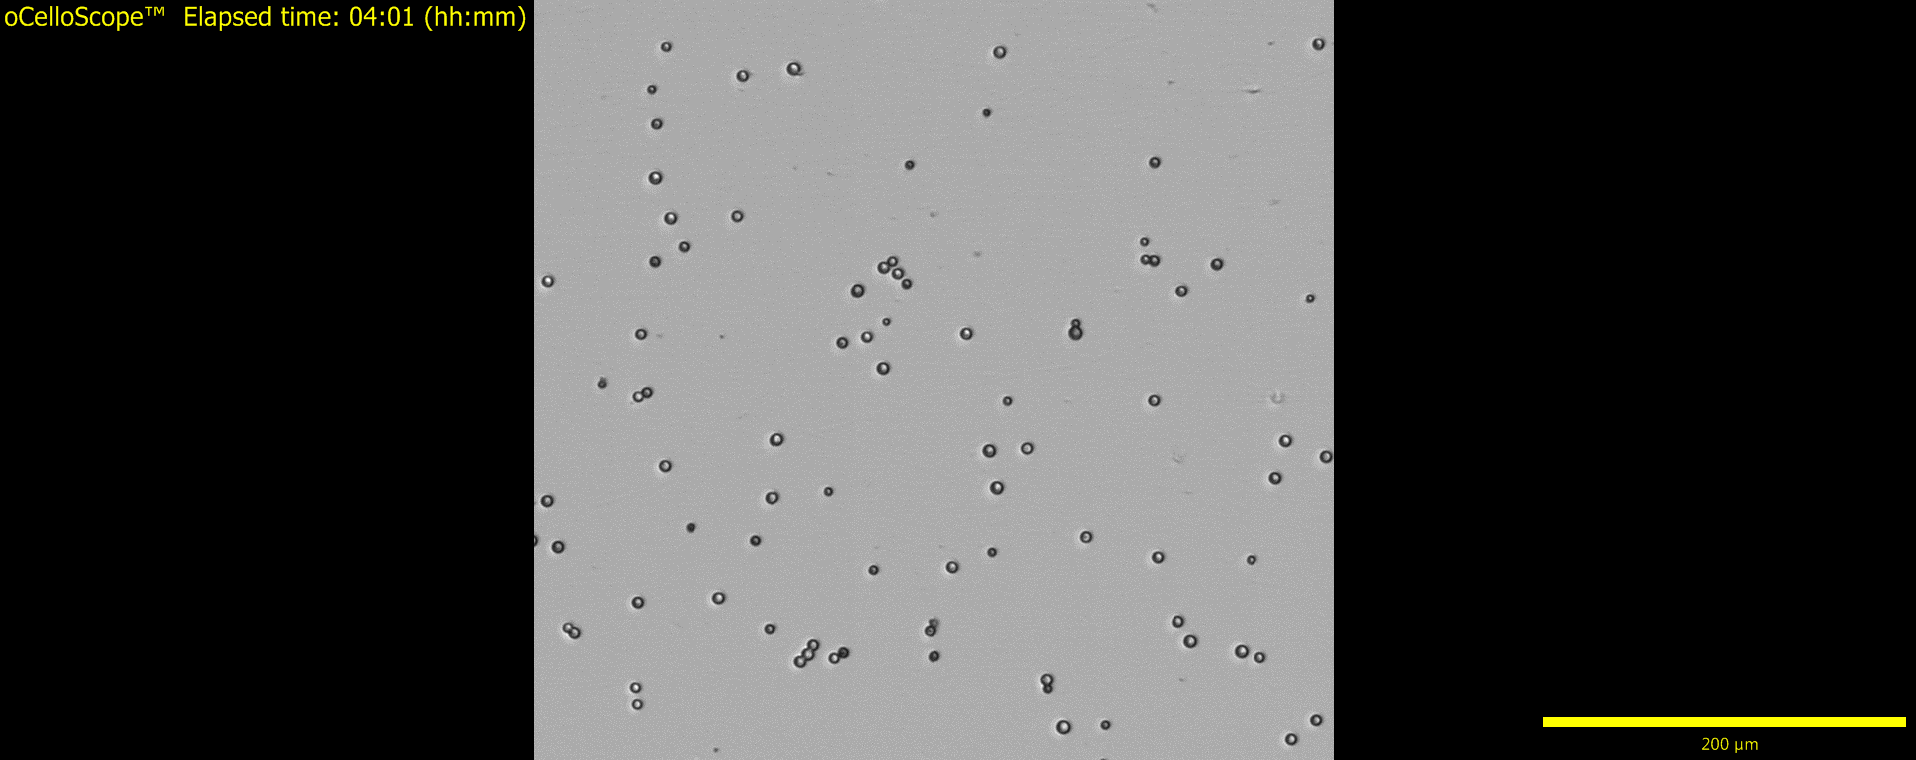 oCelloScope™ Elapsed time: 04:01 (hh:mm)
200 µm